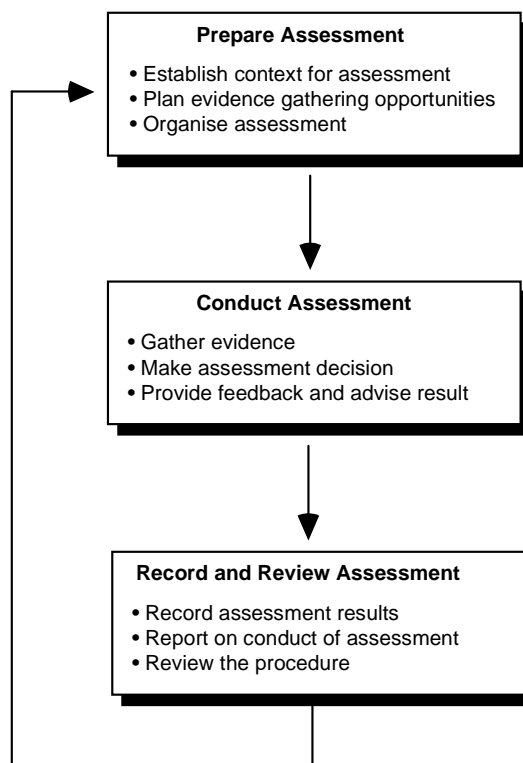 Prepare Assessment
• Establish context for assessment
• Plan evidence gathering opportunities
• Organise assessment
Conduct Assessment
• Gather evidence
• Make assessment decision
• Provide feedback and advise result
Record and Review Assessment
• Record assessment results
• Report on conduct of assessment
• Review the procedure